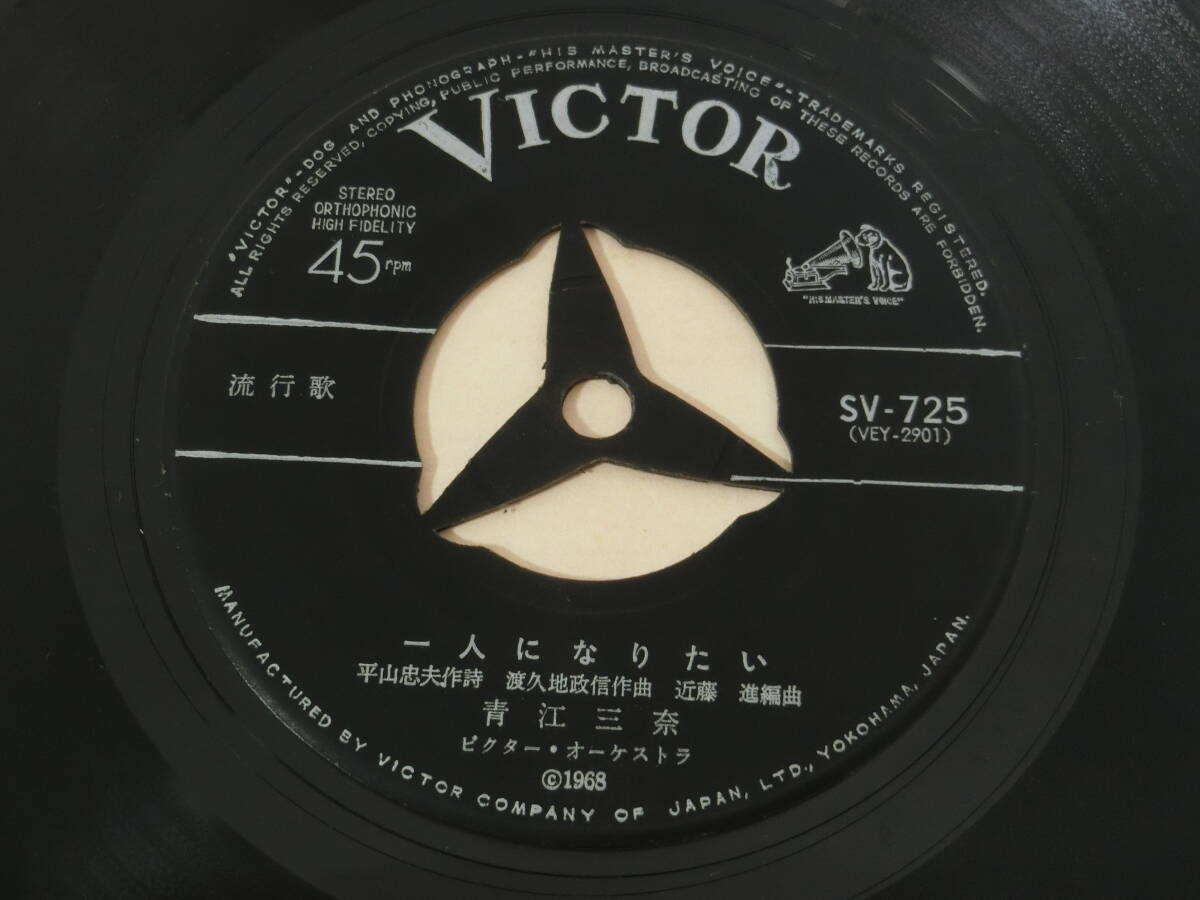 "VICTOR"-DOG AND PHONOGRAPH-"HIS MASTER'S VOICE"-TRADEMARKS REGISTERED.
ALL RIGHTS RESERVED, COPYING, PUBLIC PERFORMANCE, BROADCASTING OF THESE RECORDS ARE FORBIDDEN.
VICTOR
STEREO
ORTHOPHONIC
HIGH FIDELITY
45rpm
"HIS MASTER'S VOICE"
流行歌
SV-725
(VEY-2901)
一人になりたい
平山忠夫作詩 渡久地政信作曲 近藤 進編曲
青江三奈
ビクター・オーケストラ
©1968
MANUFACTURED BY VICTOR COMPANY OF JAPAN, LTD., YOKOHAMA, JAPAN.